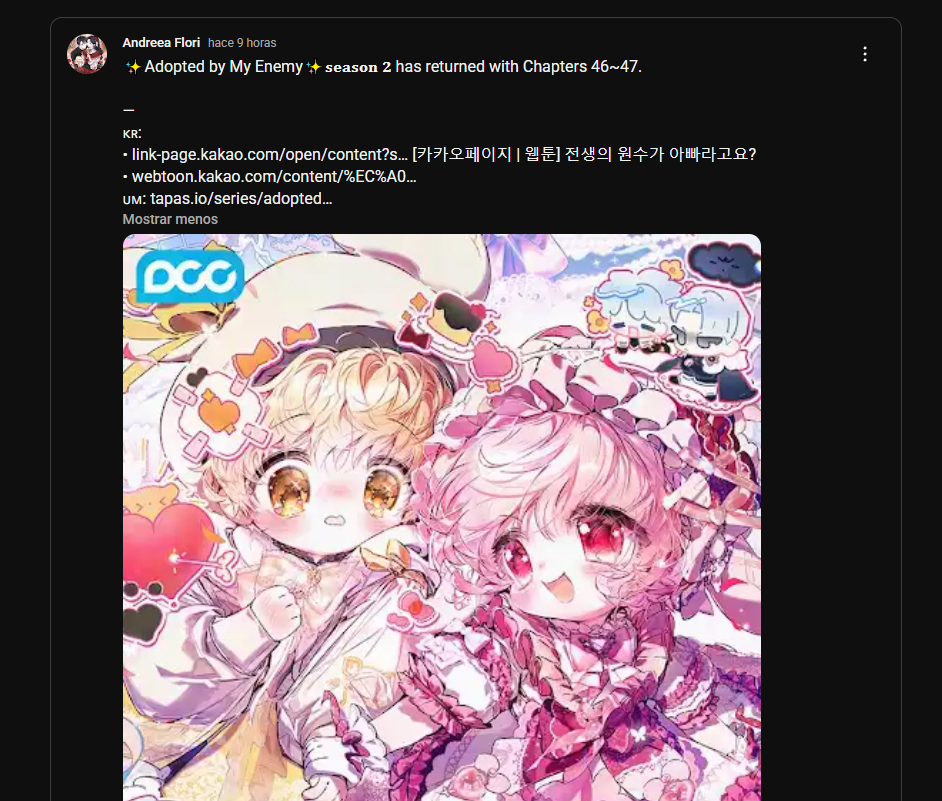 Andreea Flori hace 9 horas
✨Adopted by My Enemy✨ 𝐬𝐞𝐚𝐬𝐨𝐧 𝟐 has returned with Chapters 46~47.
—
ᴋʀ:
• link-page.kakao.com/open/content?s... [카카오페이지 | 웹툰] 전생의 원수가 아빠라고요?
• webtoon.kakao.com/content/%EC%A0...
ᴜᴍ: tapas.io/series/adopted...
Mostrar menos
DCC